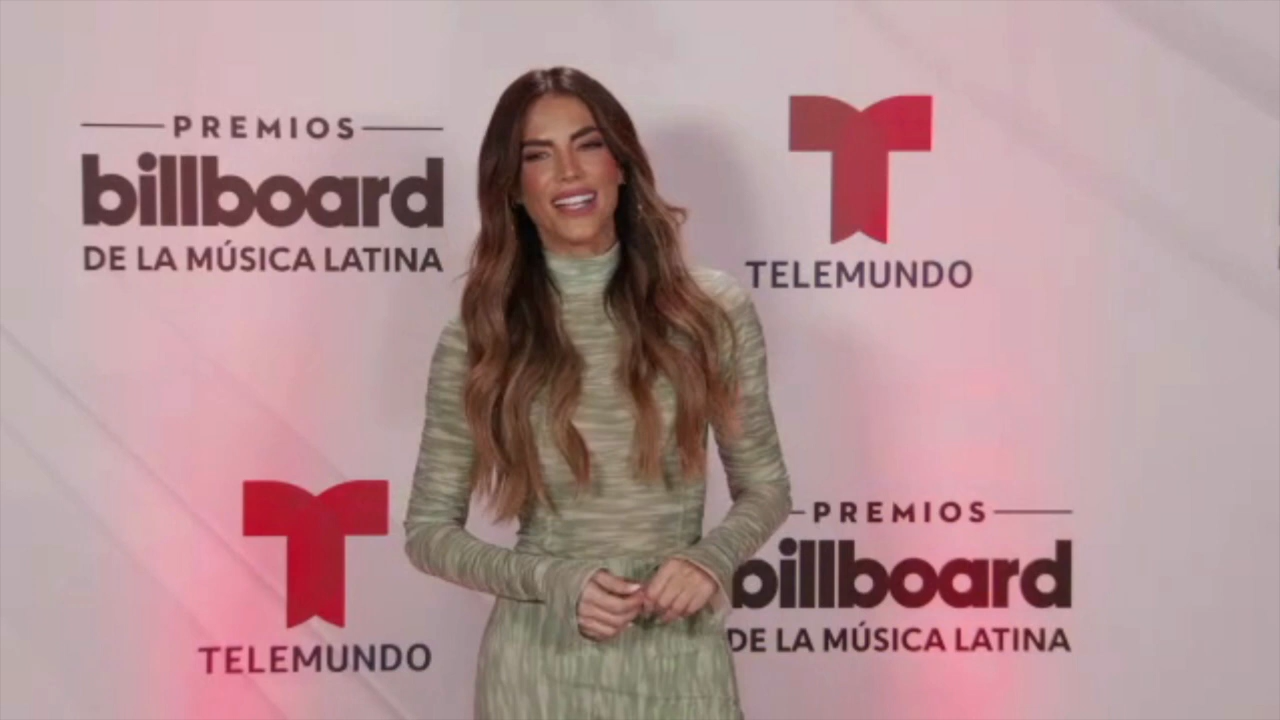 PREMIOS
billboard
DE LA MÚSICA LATINA
TELEMUNDO
TELEMUNDO
PREMIOS
billboard
DE LA MÚSICA LATINA